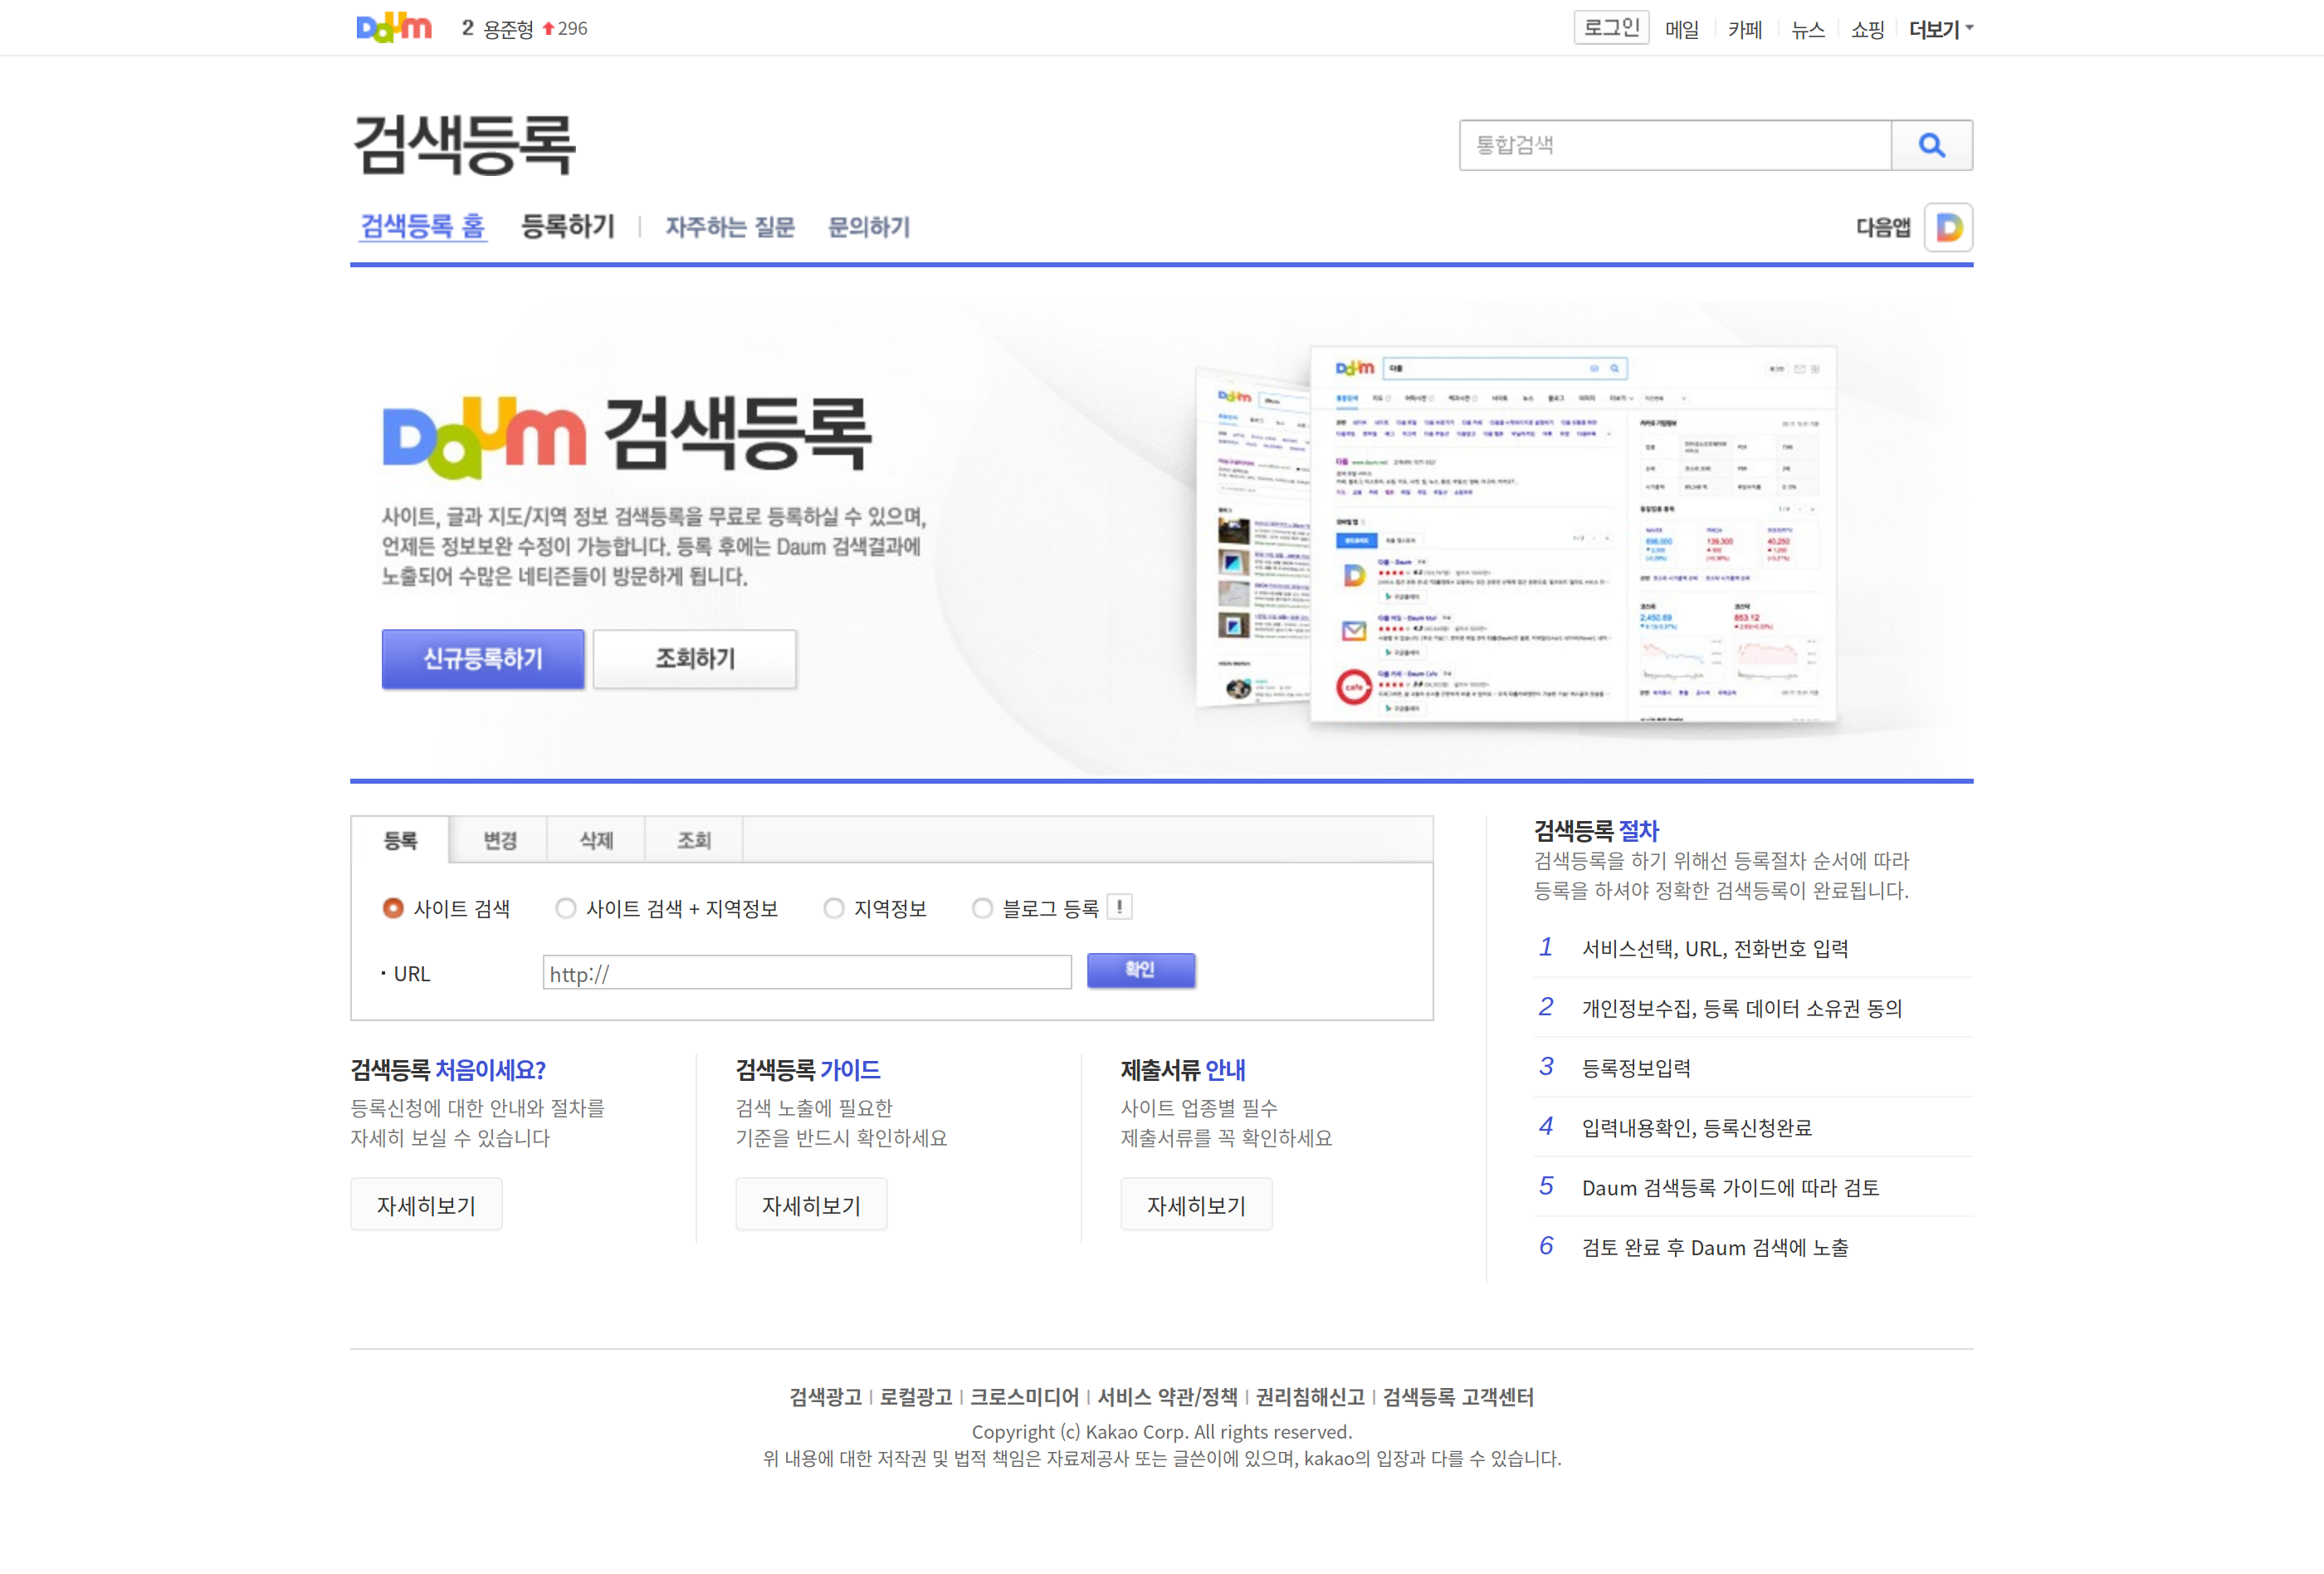 Daum 2 용준형 296
로그인 메일 카페 뉴스 쇼핑 더보기
검색등록
통합검색
검색등록 홈 등록하기 자주하는 질문 문의하기
다음앱
Daum 검색등록
사이트, 글과 지도/지역 정보 검색등록을 무료로 등록하실 수 있으며,
언제든 정보보완 수정이 가능합니다. 등록 후에는 Daum 검색결과에
노출되어 수많은 네티즌들이 방문하게 됩니다.
신규등록하기 조회하기
Daum 다음
등록 변경 삭제 조회
사이트 검색 사이트 검색 + 지역정보 지역정보 블로그 등록 !
· URL http:// 확인
검색등록 처음이세요?
등록신청에 대한 안내와 절차를
자세히 보실 수 있습니다
자세히보기
검색등록 가이드
검색 노출에 필요한
기준을 반드시 확인하세요
자세히보기
제출서류 안내
사이트 업종별 필수
제출서류를 꼭 확인하세요
자세히보기
검색등록 절차
검색등록을 하기 위해선 등록절차 순서에 따라
등록을 하셔야 정확한 검색등록이 완료됩니다.
1 서비스선택, URL, 전화번호 입력
2 개인정보수집, 등록 데이터 소유권 동의
3 등록정보입력
4 입력내용확인, 등록신청완료
5 Daum 검색등록 가이드에 따라 검토
6 검토 완료 후 Daum 검색에 노출
검색광고 | 로컬광고 | 크로스미디어 | 서비스 약관/정책 | 권리침해신고 | 검색등록 고객센터
Copyright (c) Kakao Corp. All rights reserved.
위 내용에 대한 저작권 및 법적 책임은 자료제공사 또는 글쓴이에 있으며, kakao의 입장과 다를 수 있습니다.